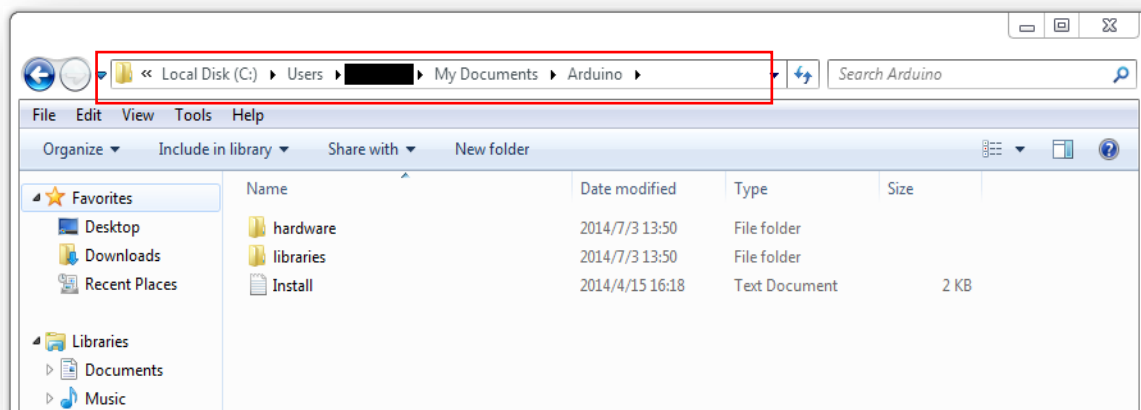 « Local Disk (C:) Users My Documents Arduino Search Arduino
File Edit View Tools Help
Organize Include in library Share with New folder
Favorites Name Date modified Type Size
Desktop hardware 2014/7/3 13:50 File folder
Downloads libraries 2014/7/3 13:50 File folder
Recent Places Install 2014/4/15 16:18 Text Document 2 KB
Libraries
Documents
Music